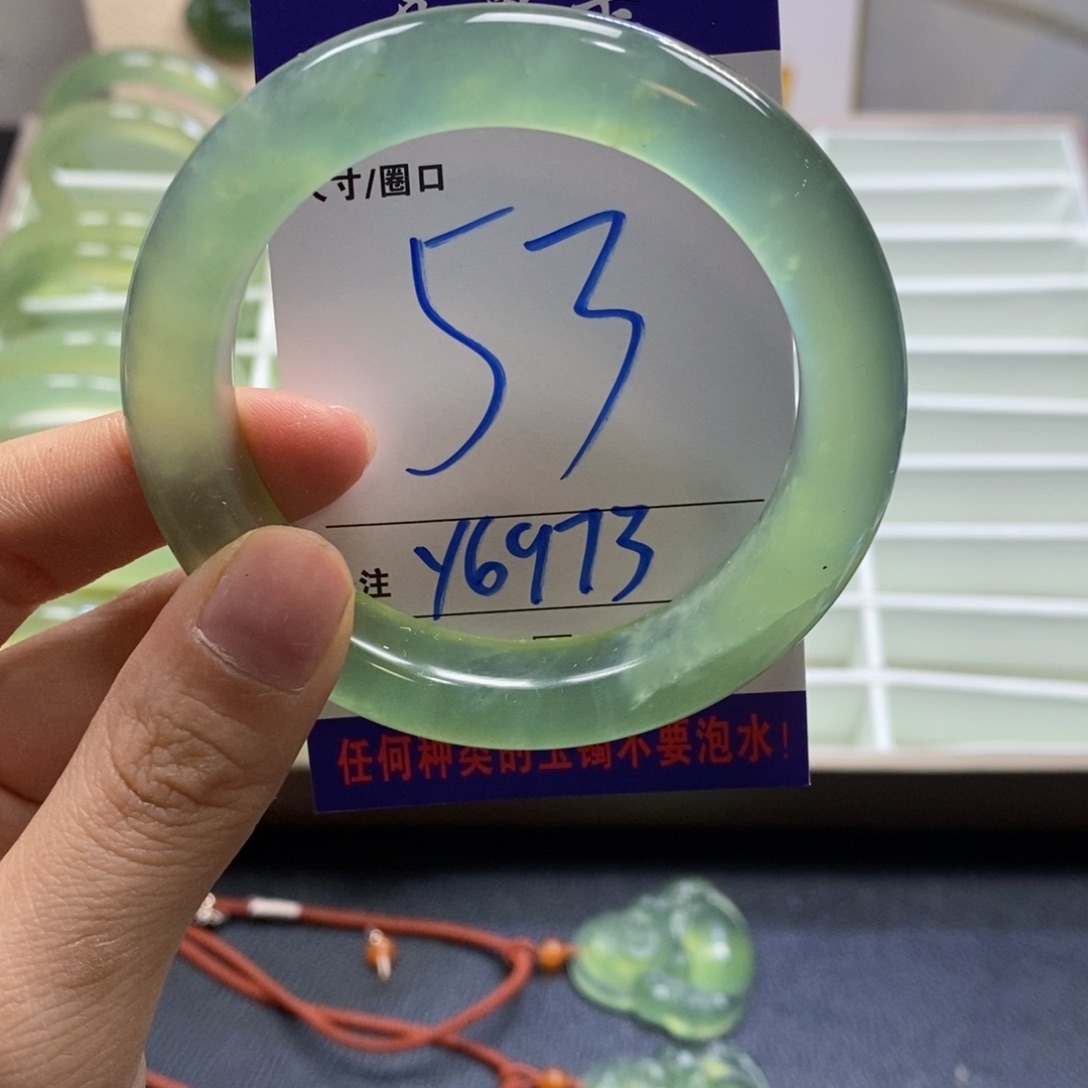 寸/圈口
53
注 Y6973
任何种类的玉镯不要泡水!